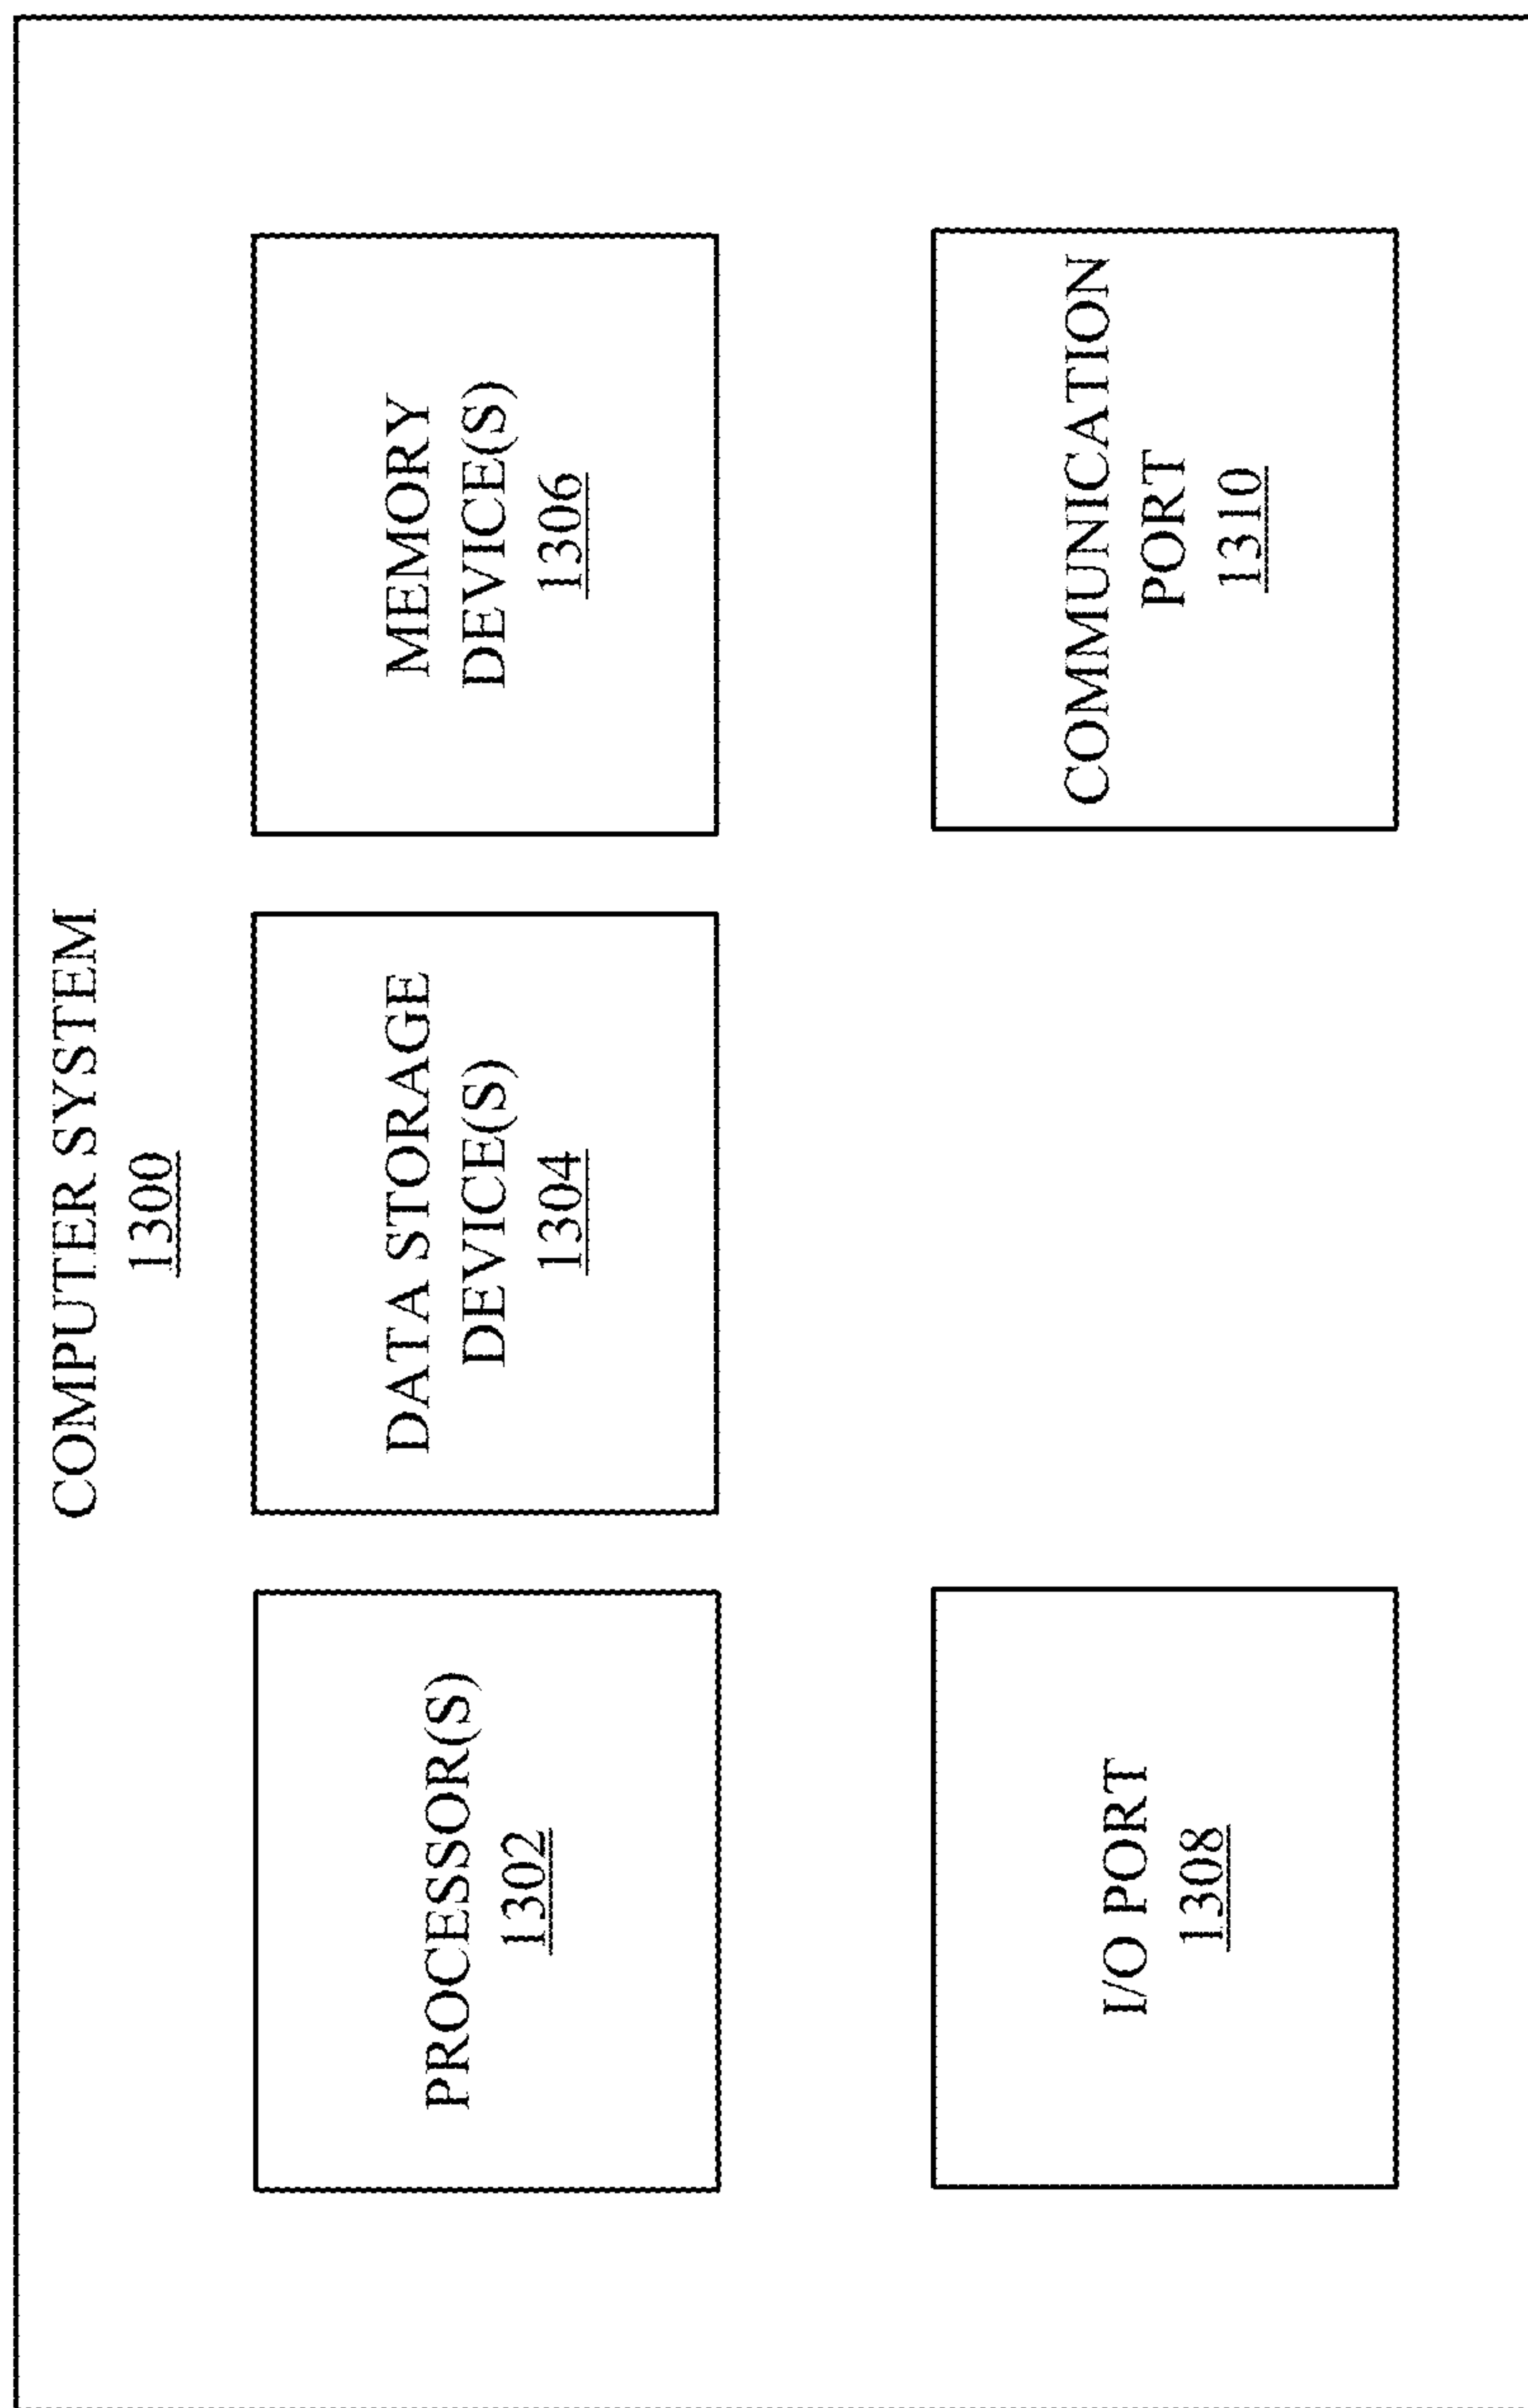 COMPUTER SYSTEM
1300
PROCESSOR(S)
1302
DATA STORAGE
DEVICE(S)
1304
MEMORY
DEVICE(S)
1306
I/O PORT
1308
COMMUNICATION
PORT
1310